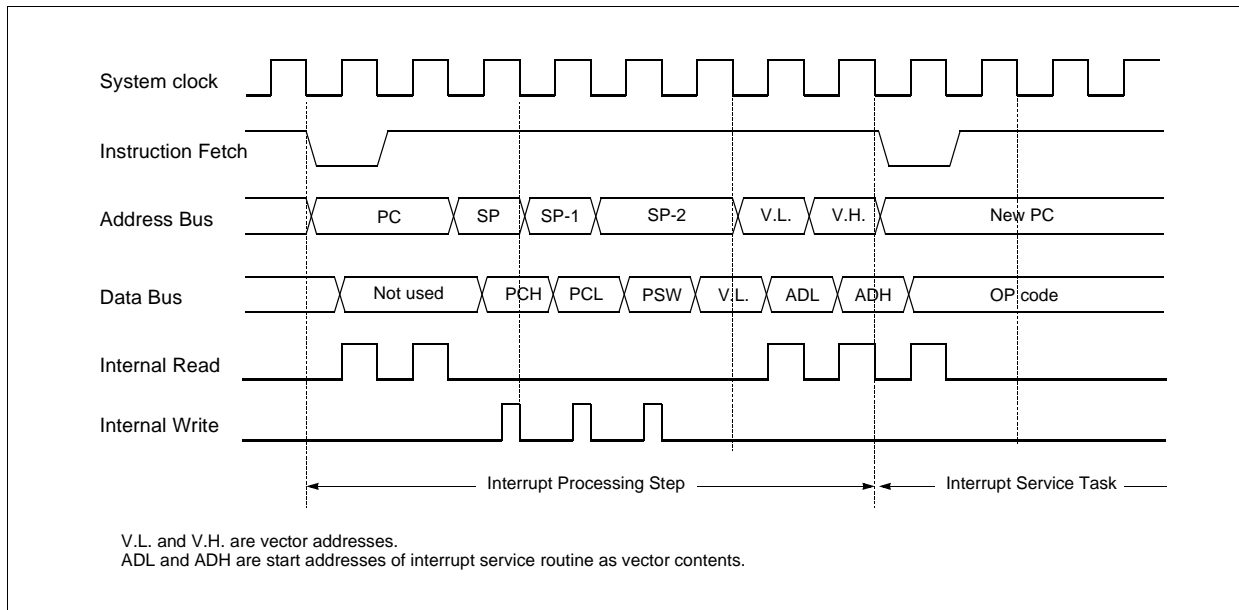 System clock
Instruction Fetch
Address Bus PC SP SP-1 SP-2 V.L. V.H. New PC
Data Bus Not used PCH PCL PSW V.L. ADL ADH OP code
Internal Read
Internal Write
Interrupt Processing Step Interrupt Service Task
V.L. and V.H. are vector addresses.
ADL and ADH are start addresses of interrupt service routine as vector contents.